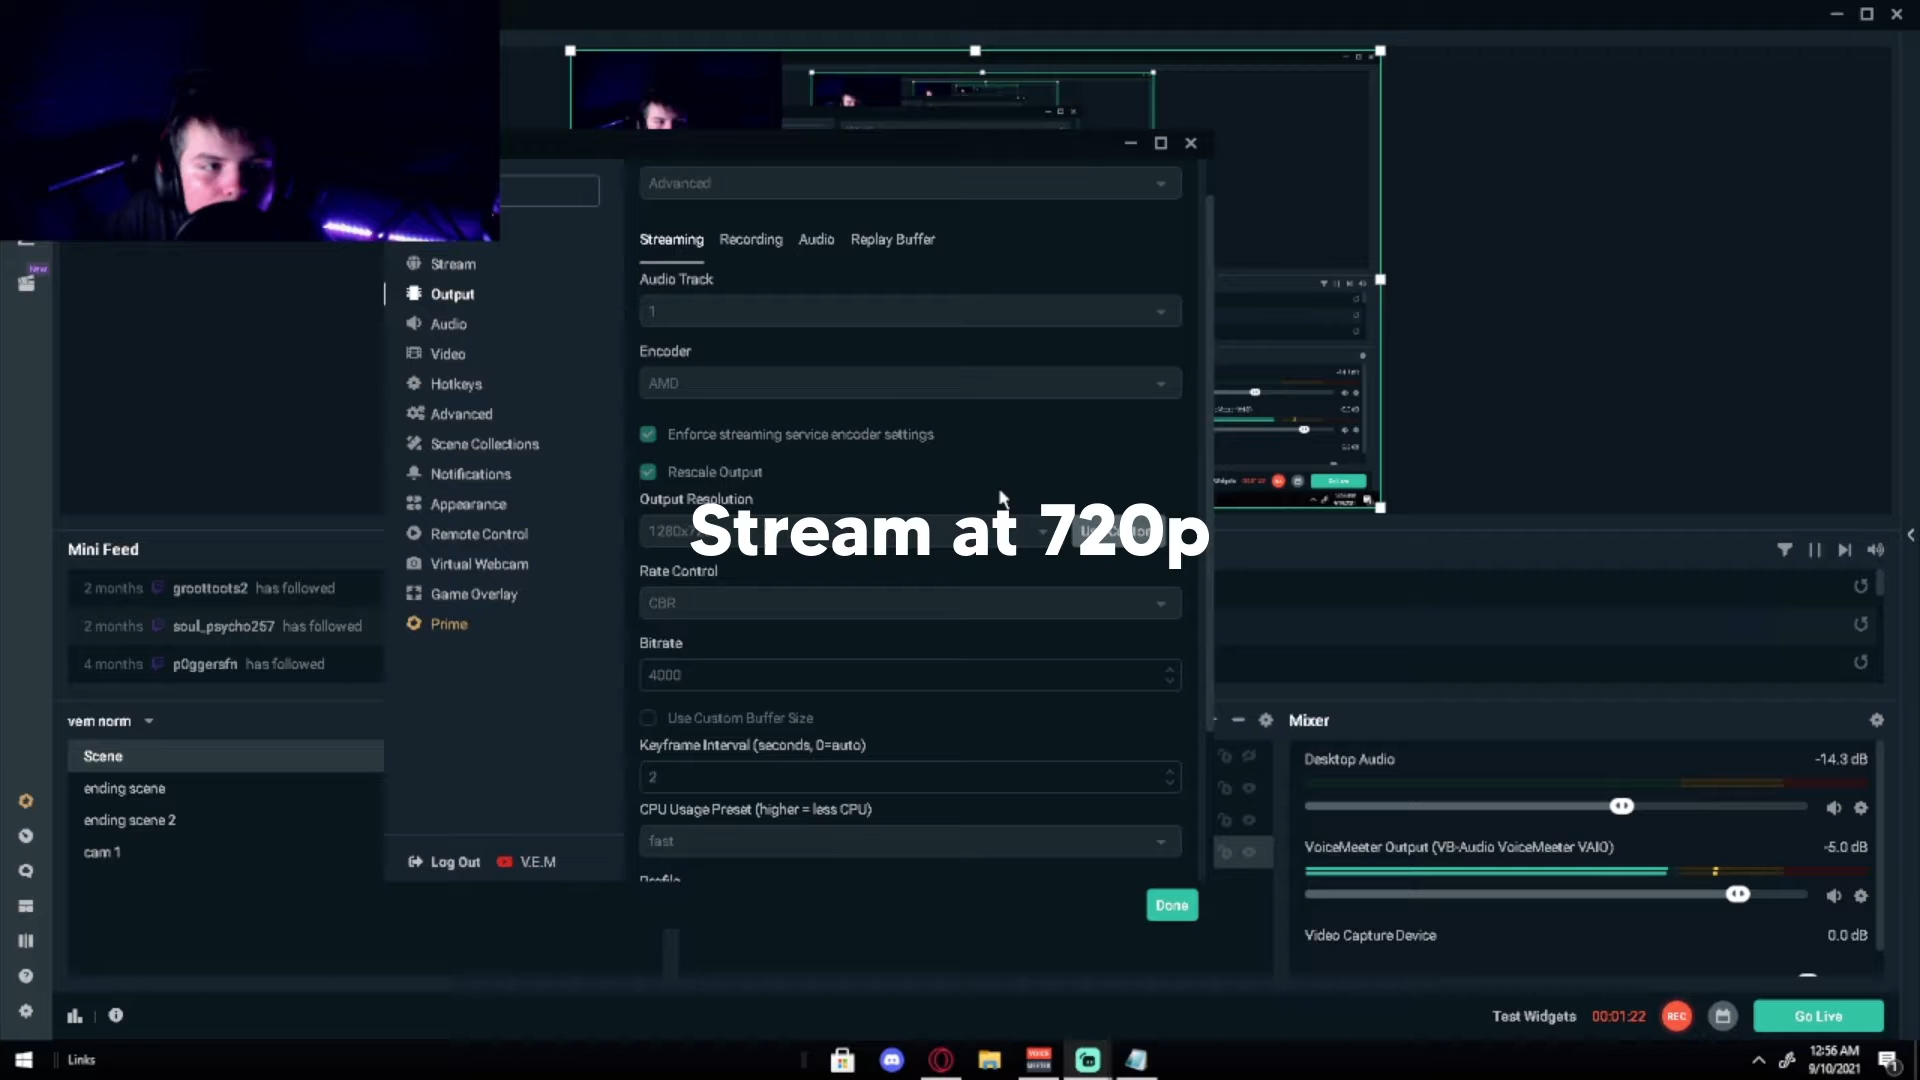 New
Advanced
Streaming
Recording
Audio
Replay Buffer
Audio Track
1
Encoder
AMD
Enforce streaming service encoder settings
Rescale Output
Output Resolution
Stream at 720p
Rate Control
CBR
Bitrate
4000
Use Custom Buffer Size
Keyframe Interval (seconds, 0=auto)
2
CPU Usage Preset (higher = less CPU)
fast
Done
Stream
Output
Audio
Video
Hotkeys
Advanced
Scene Collections
Notifications
Appearance
Remote Control
Virtual Webcam
Game Overlay
Prime
Log Out
V.E.M
Mini Feed
2 months groottoots2 has followed
2 months soul_psycho257 has followed
4 months p0ggersfn has followed
vem norm
Scene
ending scene
ending scene 2
cam 1
Mixer
Desktop Audio -14.3 dB
VoiceMeeter Output (VB-Audio VoiceMeeter VAIO) -5.0 dB
Video Capture Device 0.0 dB
Test Widgets 00:01:22 REC Go Live
Links
VOICE
MEETER
12:56 AM
9/10/2021